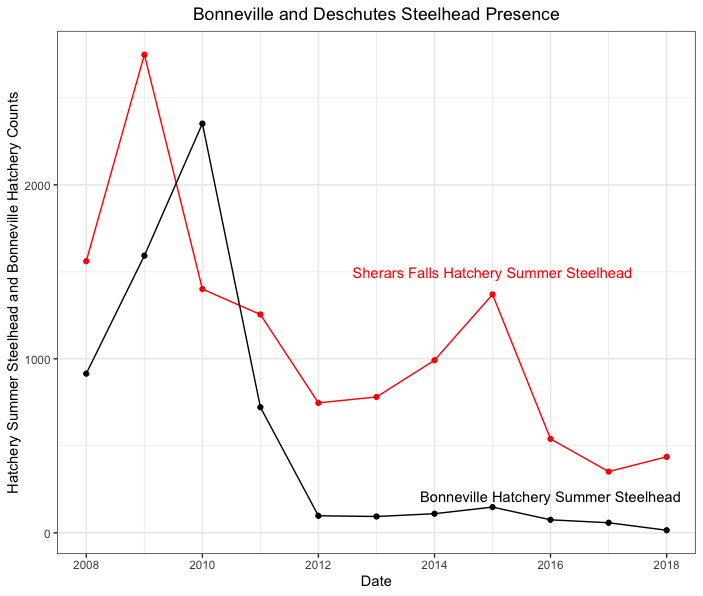 Bonneville and Deschutes Steelhead Presence
Hatchery Summer Steelhead and Bonneville Hatchery Counts
2000
1000
0
Sherars Falls Hatchery Summer Steelhead
Bonneville Hatchery Summer Steelhead
2008 2010 2012 2014 2016 2018
Date